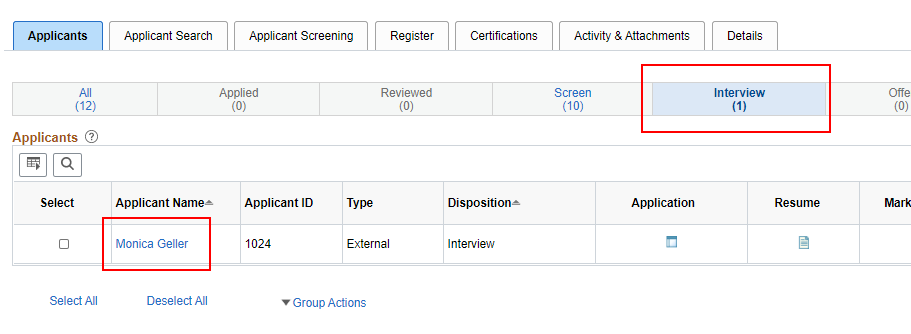 Applicants Applicant Search Applicant Screening Register Certifications Activity & Attachments Details
All Applied Reviewed Screen Interview Offe
(12) (0) (0) (10) (1) (0)
Applicants ?
Select Applicant Name Applicant ID Type Disposition Application Resume Mark
Monica Geller 1024 External Interview
Select All Deselect All Group Actions